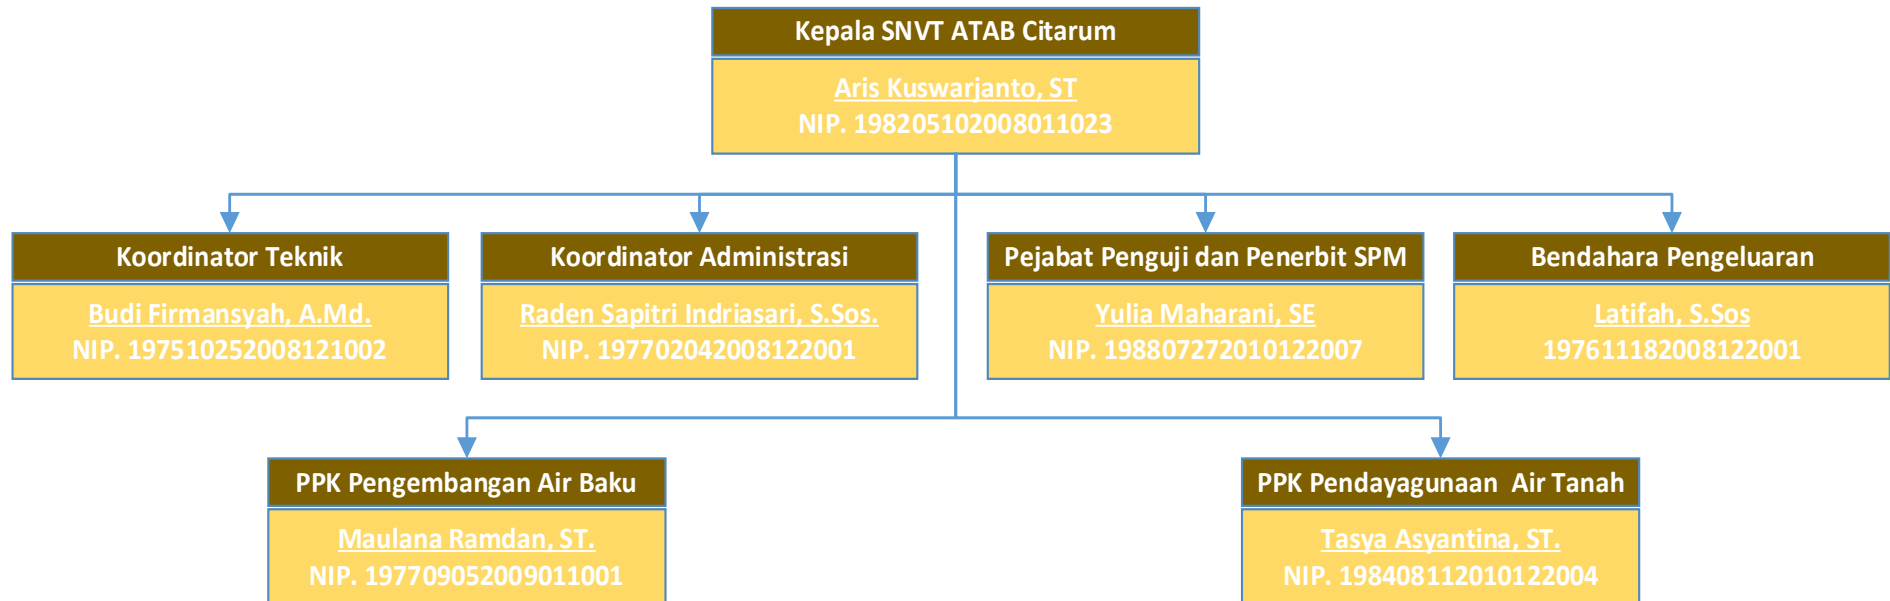 Kepala SNVT ATAB Citarum
Aris Kuswarjanto, ST
NIP. 198205102008011023
Koordinator Teknik
Budi Firmansyah, A.Md.
NIP. 197510252008121002
Koordinator Administrasi
Raden Sapitri Indriasari, S.Sos.
NIP. 197702042008122001
Pejabat Penguji dan Penerbit SPM
Yulia Maharani, SE
NIP. 198807272010122007
Bendahara Pengeluaran
Latifah, S.Sos
197611182008122001
PPK Pengembangan Air Baku
Maulana Ramdan, ST.
NIP. 197709052009011001
PPK Pendayagunaan  Air Tanah
Tasya Asyantina, ST.
NIP. 198408112010122004